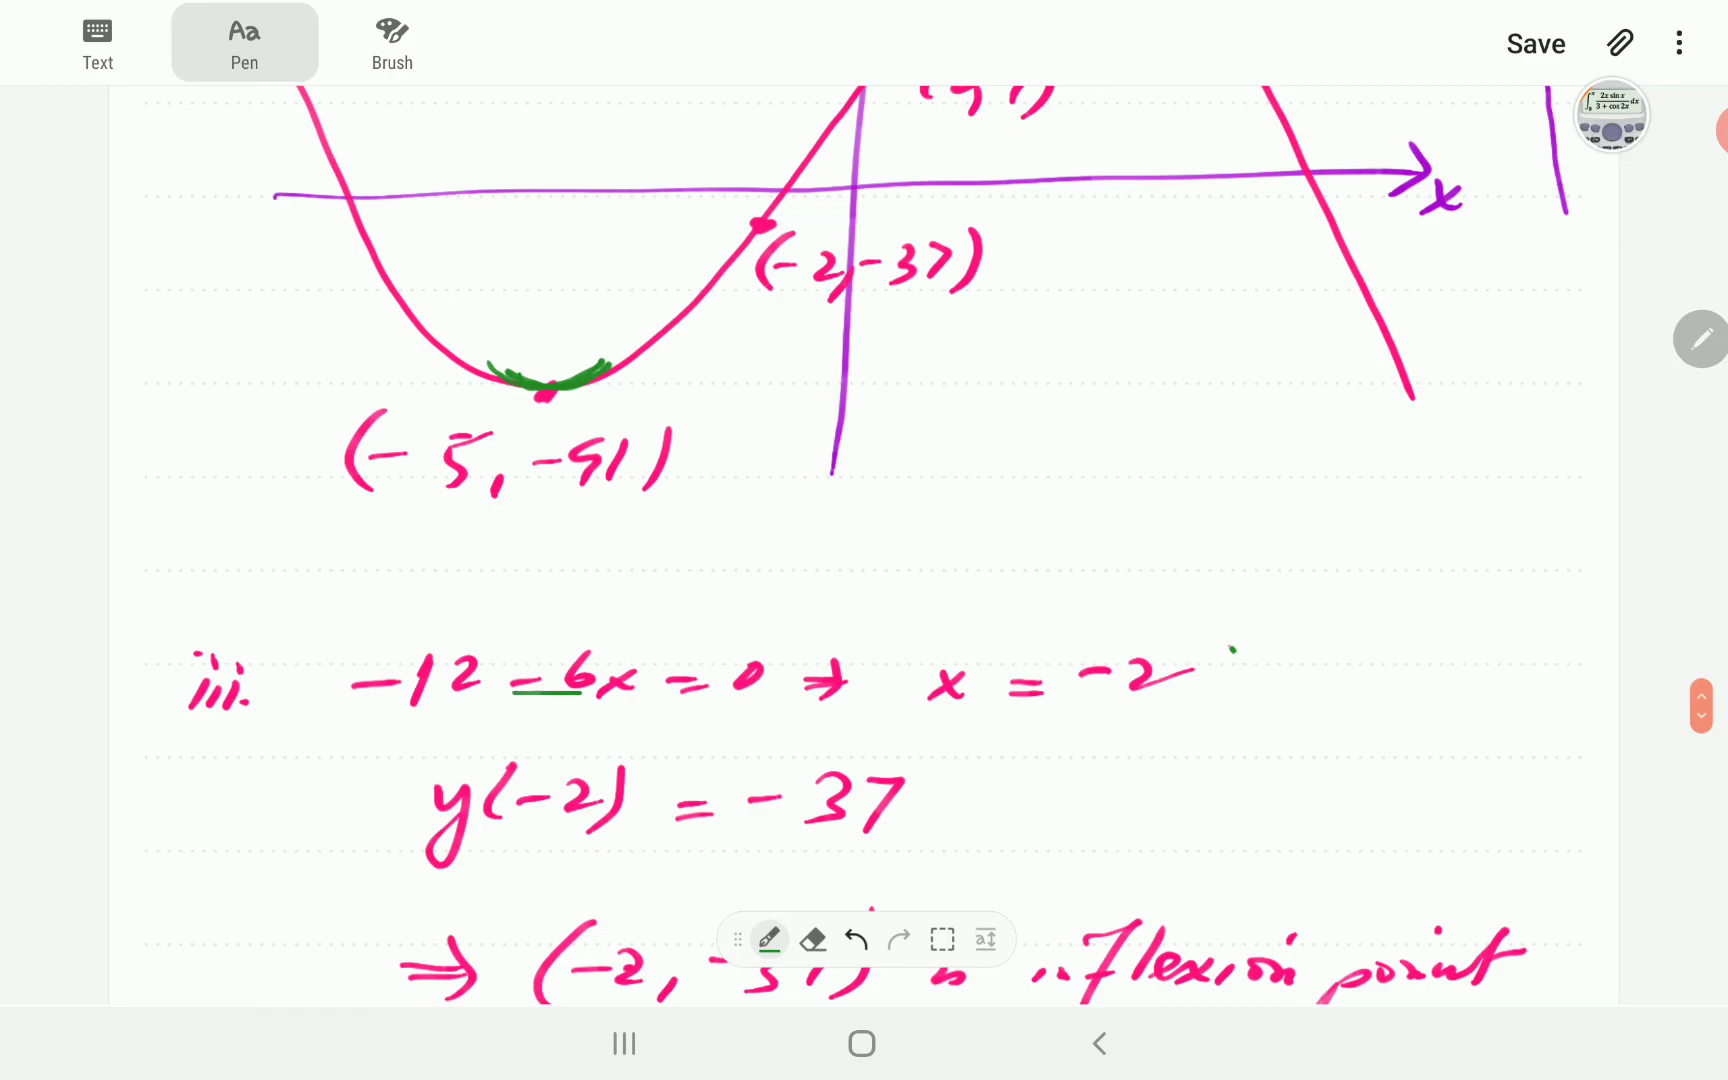 Text
Aa
Pen
Brush
Save
x
(-2,-37)
(-5, -91)
iii. -12 -6x = 0 ⇒ x = -2
y(-2) = -37
⇒ (-2, -37) is inflexion point